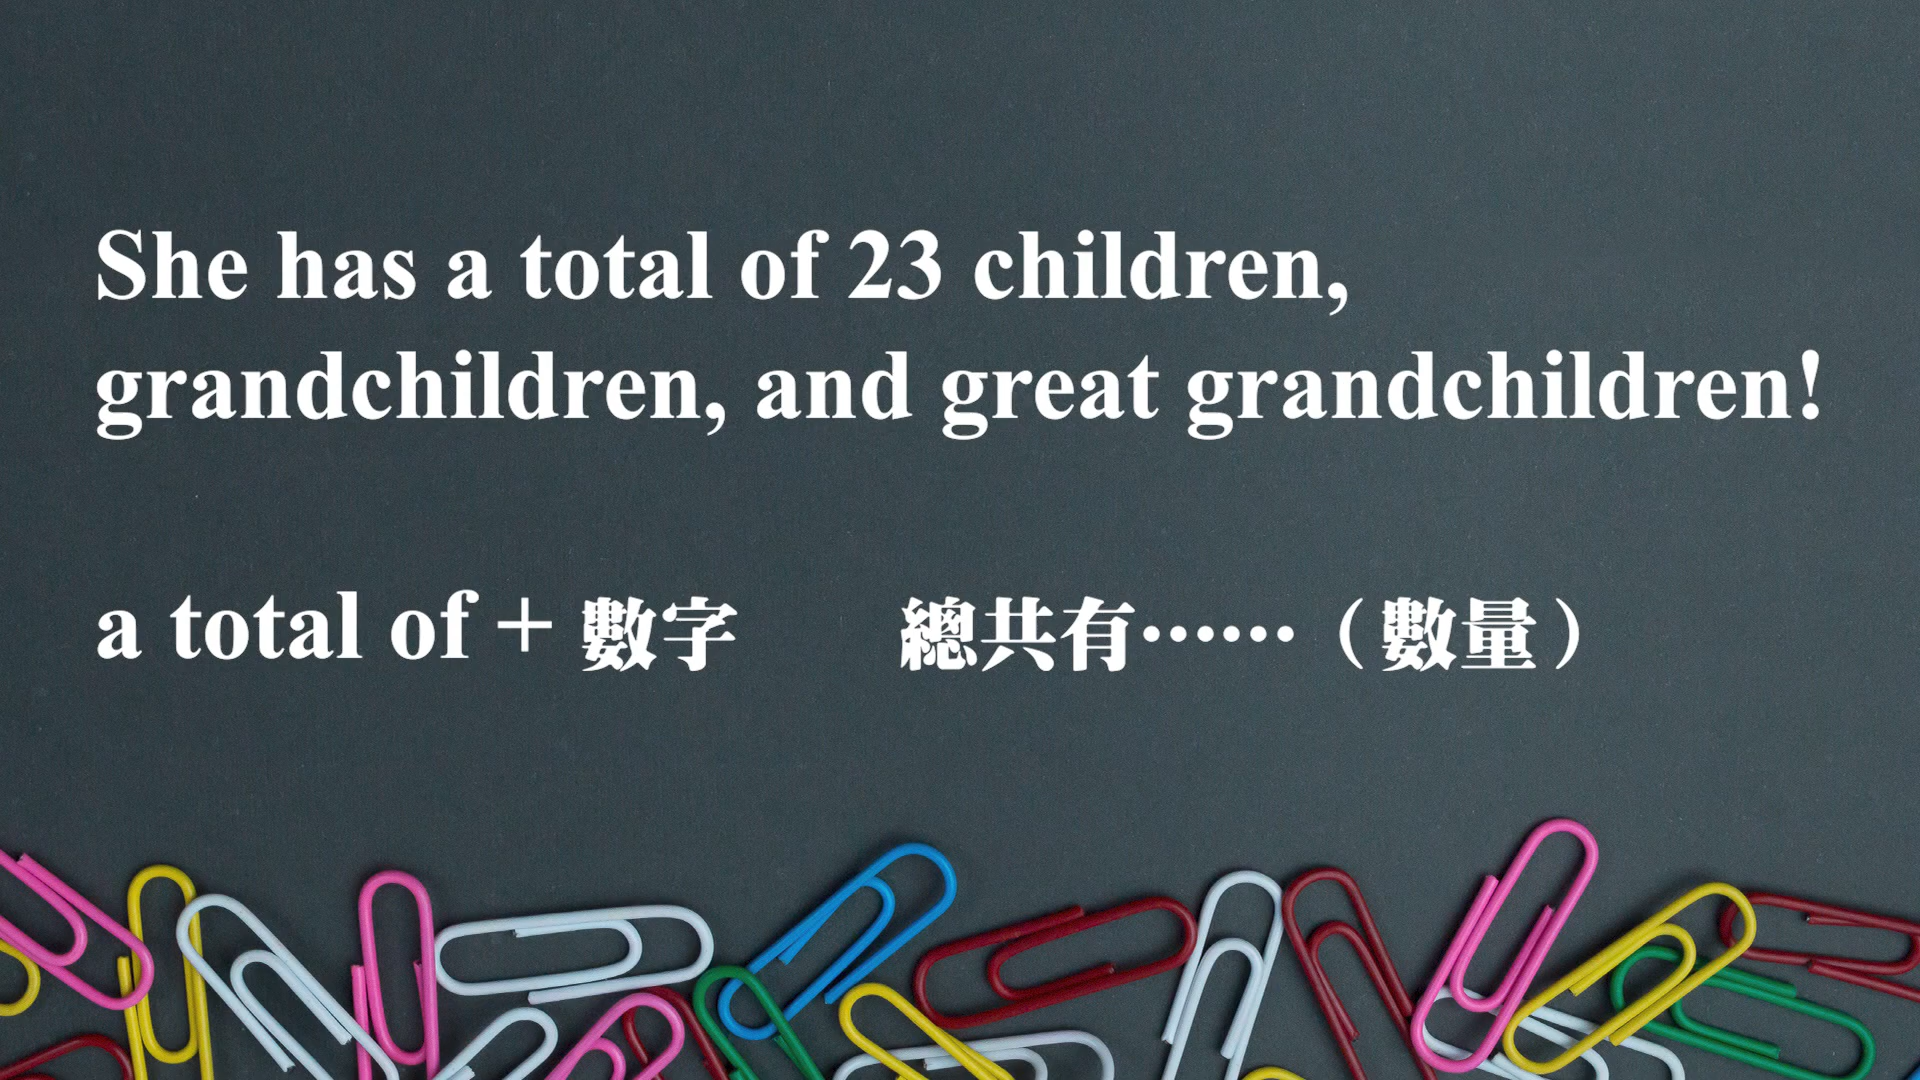 She has a total of 23 children,
grandchildren, and great grandchildren!
a total of + 數字　　總共有……（數量）